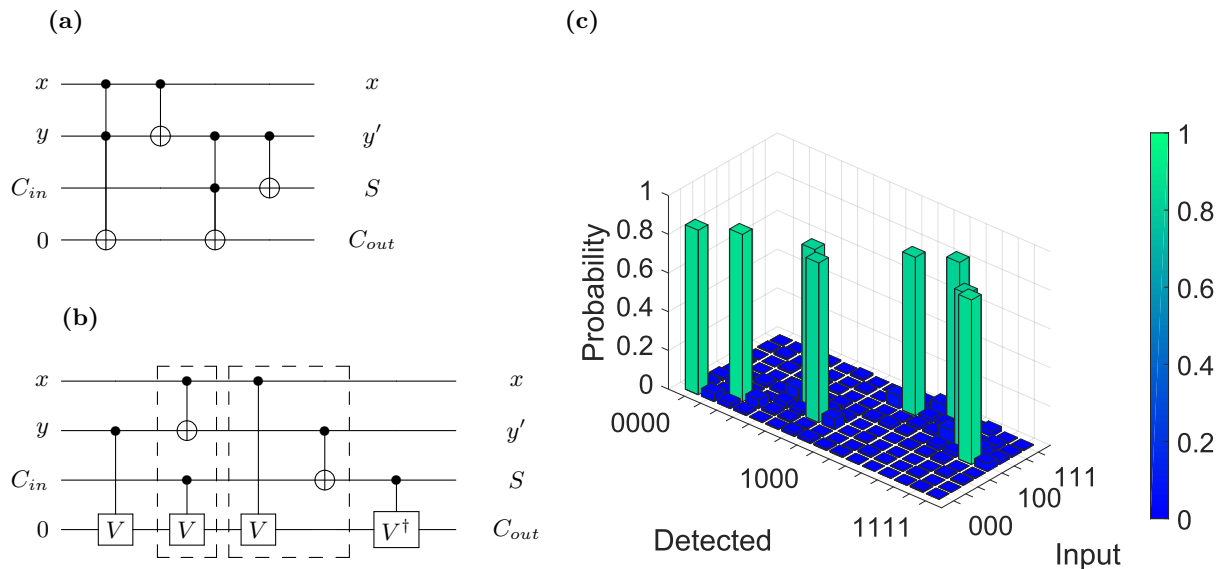 (a)
x x
y y′
C_in S
0 C_out
(b)
x x
y y′
C_in S
0 V V V V† C_out
(c)
Probability
1
0.8
0.6
0.4
0.2
0
0000
1000
1111
Detected
000
100
111
Input
1
0.8
0.6
0.4
0.2
0